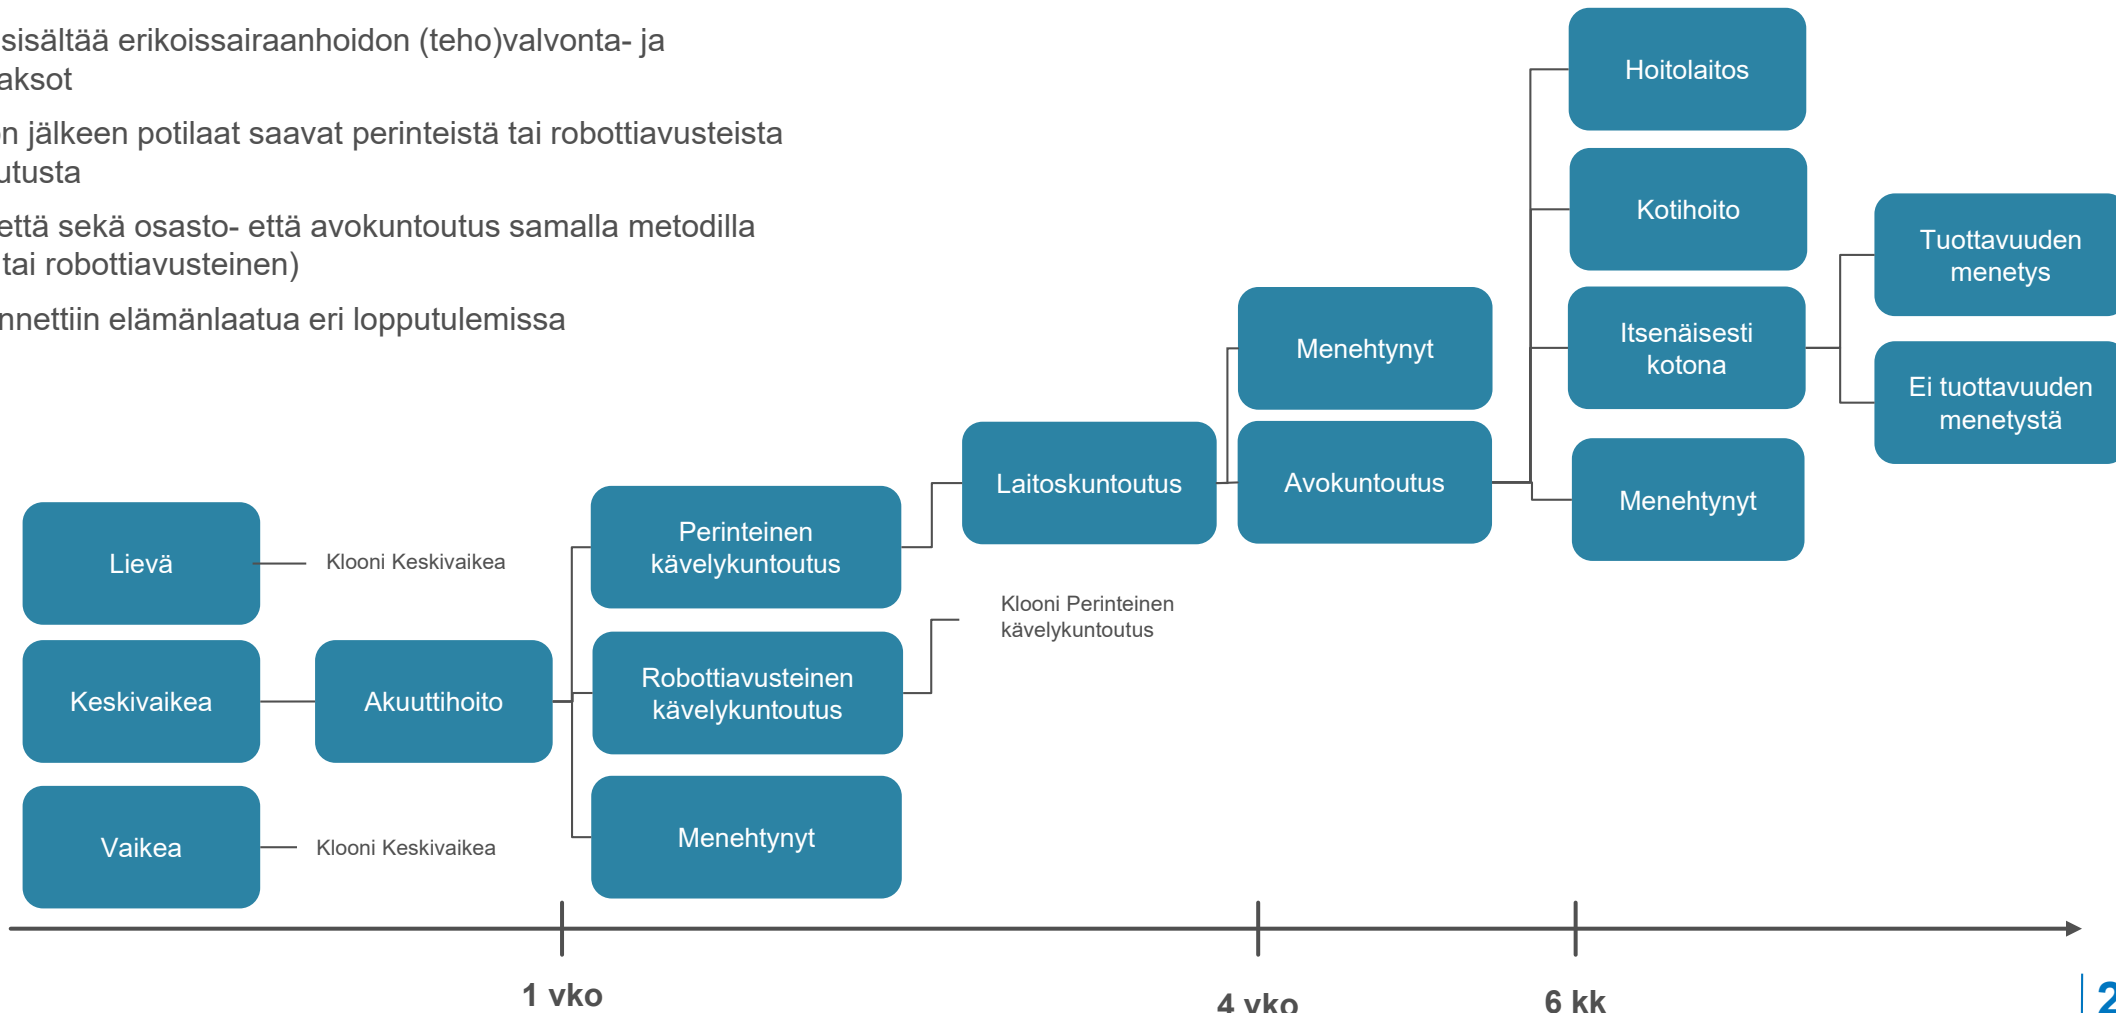 sisältää erikoissairaanhoidon (teho)valvonta- ja
aksot
n jälkeen potilaat saavat perinteistä tai robottiavusteista
utusta
että sekä osasto- että avokuntoutus samalla metodilla
tai robottiavusteinen)
nnettiin elämänlaatua eri lopputulemissa
Lievä
Klooni Keskivaikea
Keskivaikea
Akuuttihoito
Vaikea
Klooni Keskivaikea
Perinteinen
kävelykuntoutus
Robottiavusteinen
kävelykuntoutus
Menehtynyt
Laitoskuntoutus
Klooni Perinteinen
kävelykuntoutus
Menehtynyt
Avokuntoutus
Hoitolaitos
Kotihoito
Itsenäisesti
kotona
Menehtynyt
Tuottavuuden
menetys
Ei tuottavuuden
menetystä
1 vko
4 vko
6 kk
2